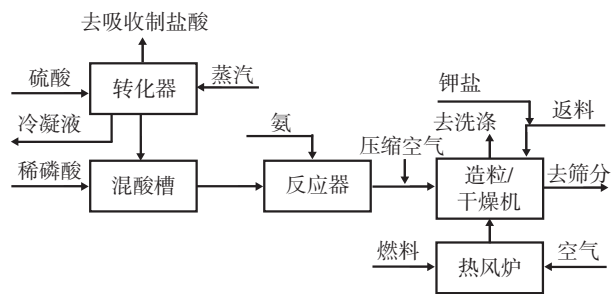 去吸收制盐酸
硫酸
转化器
蒸汽
钾盐
冷凝液
氨
去洗涤
返料
压缩空气
稀磷酸
混酸槽
反应器
造粒/
干燥机
去筛分
燃料
热风炉
空气